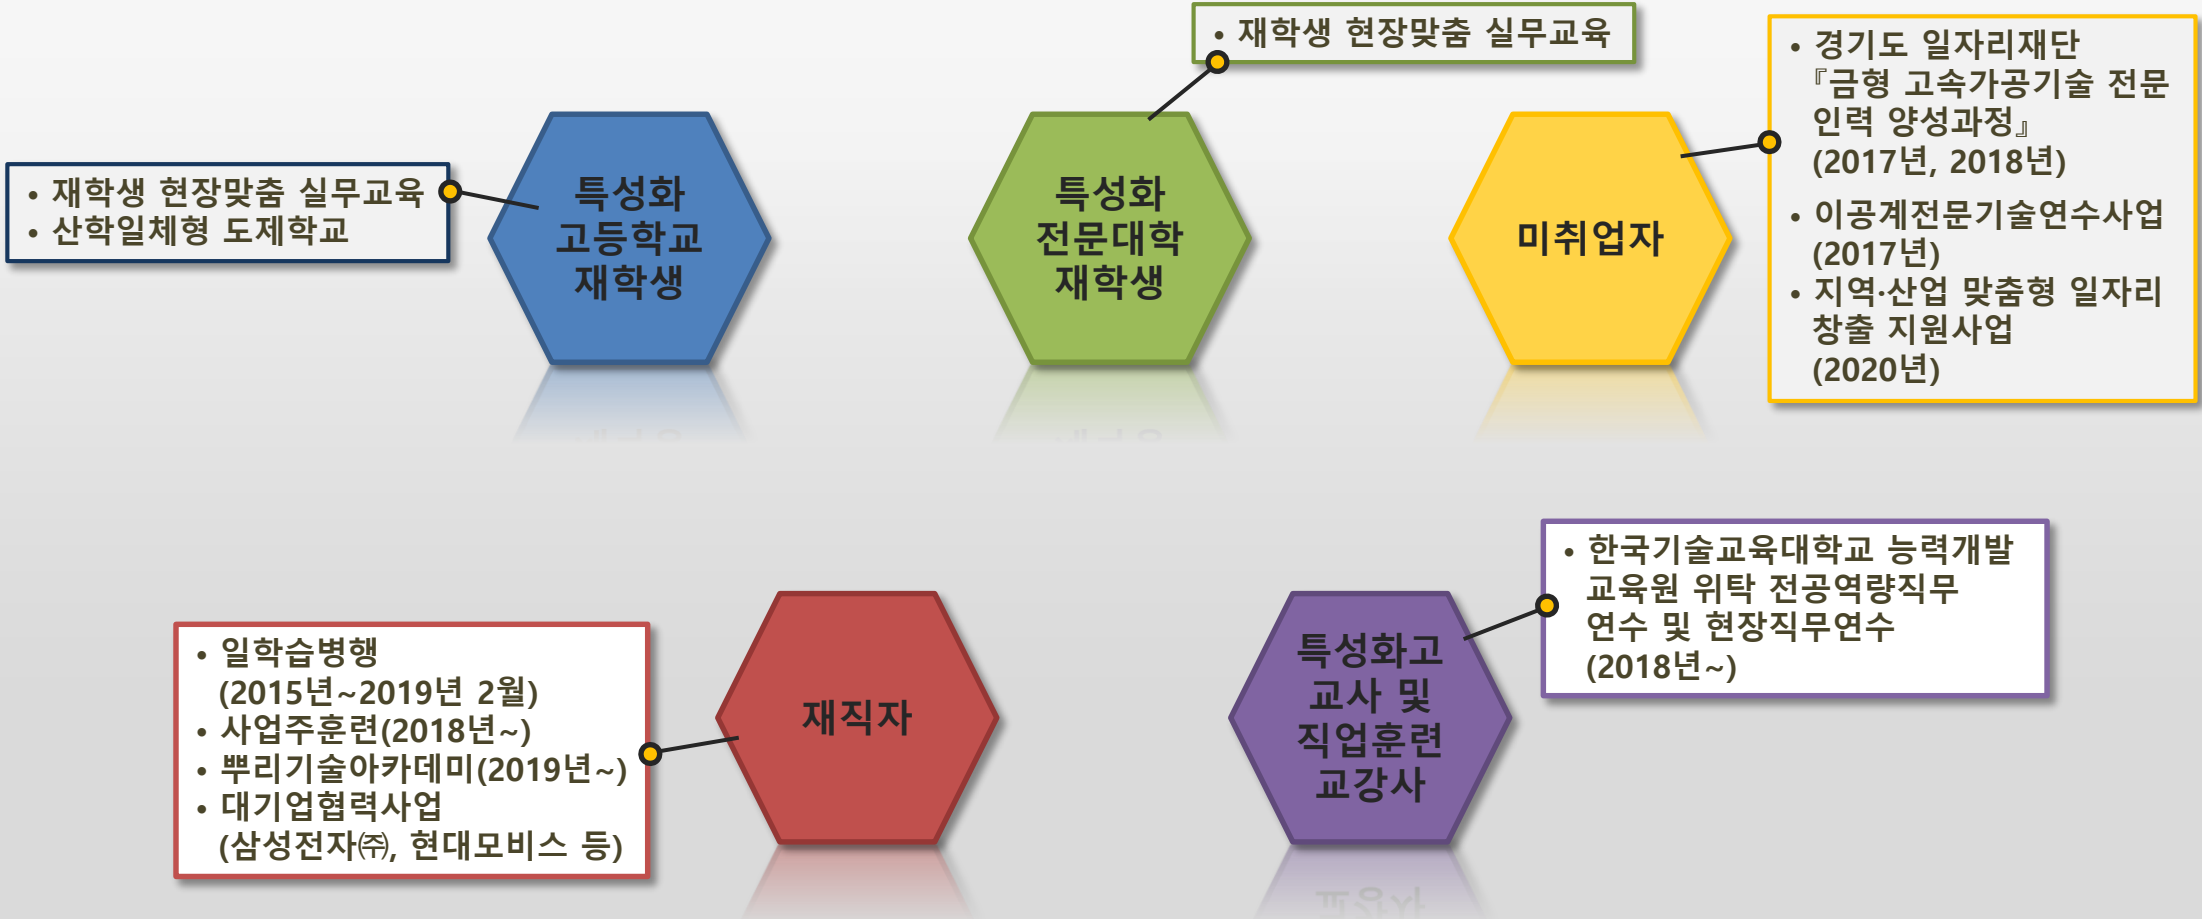 • 재학생 현장맞춤 실무교육
• 산학일체형 도제학교
특성화
고등학교
재학생
• 재학생 현장맞춤 실무교육
특성화
전문대학
재학생
미취업자
• 경기도 일자리재단
『금형 고속가공기술 전문
인력 양성과정』
(2017년, 2018년)
• 이공계전문기술연수사업
(2017년)
• 지역·산업 맞춤형 일자리
창출 지원사업
(2020년)
• 일학습병행
(2015년~2019년 2월)
• 사업주훈련(2018년~)
• 뿌리기술아카데미(2019년~)
• 대기업협력사업
(삼성전자㈜, 현대모비스 등)
재직자
특성화고
교사 및
직업훈련
교강사
• 한국기술교육대학교 능력개발
교육원 위탁 전공역량직무
연수 및 현장직무연수
(2018년~)